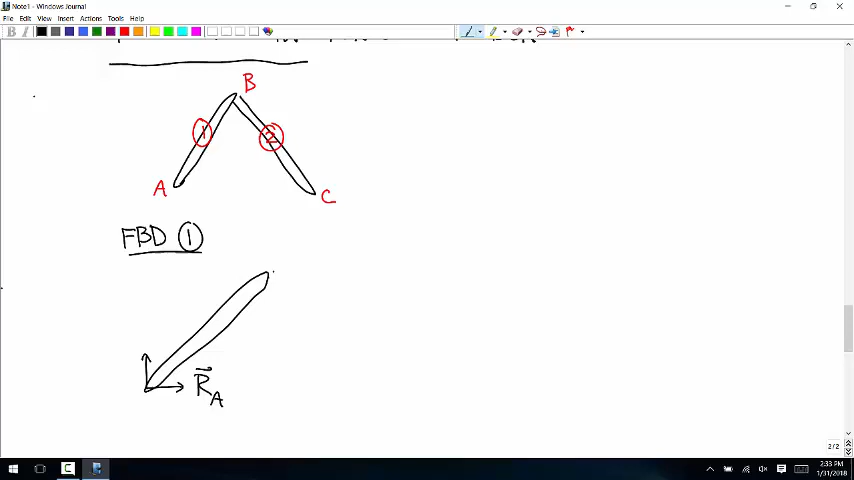 Note1 - Windows Journal
File Edit View Insert Actions Tools Help
B
1 2
A C
FBD 1
R⃗A
2/2
2:33 PM
1/31/2018